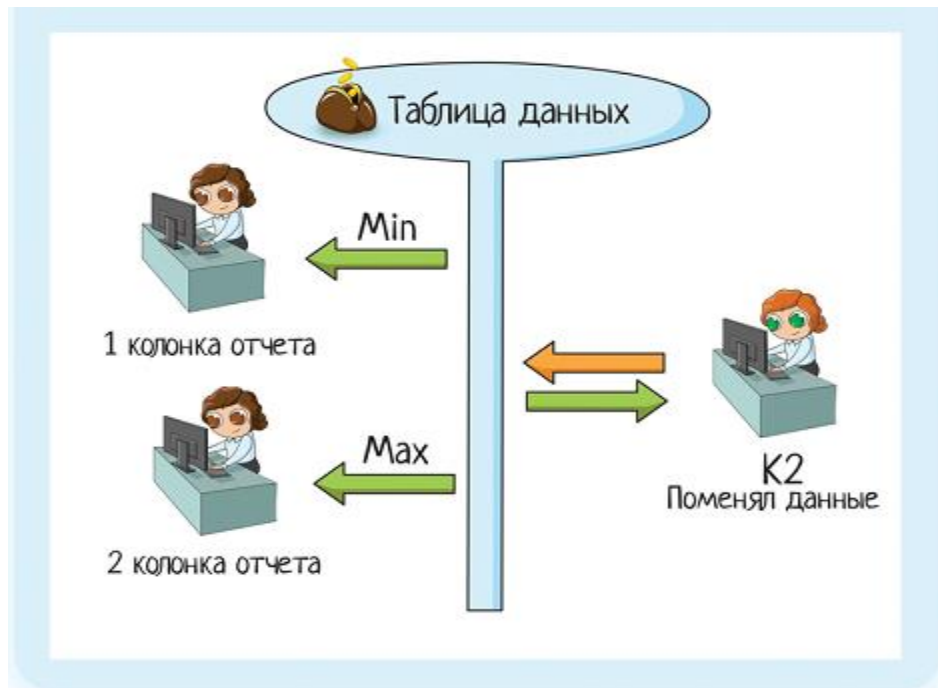 Таблица данных
Min
1 колонка отчета
Max
2 колонка отчета
K2
Поменял данные